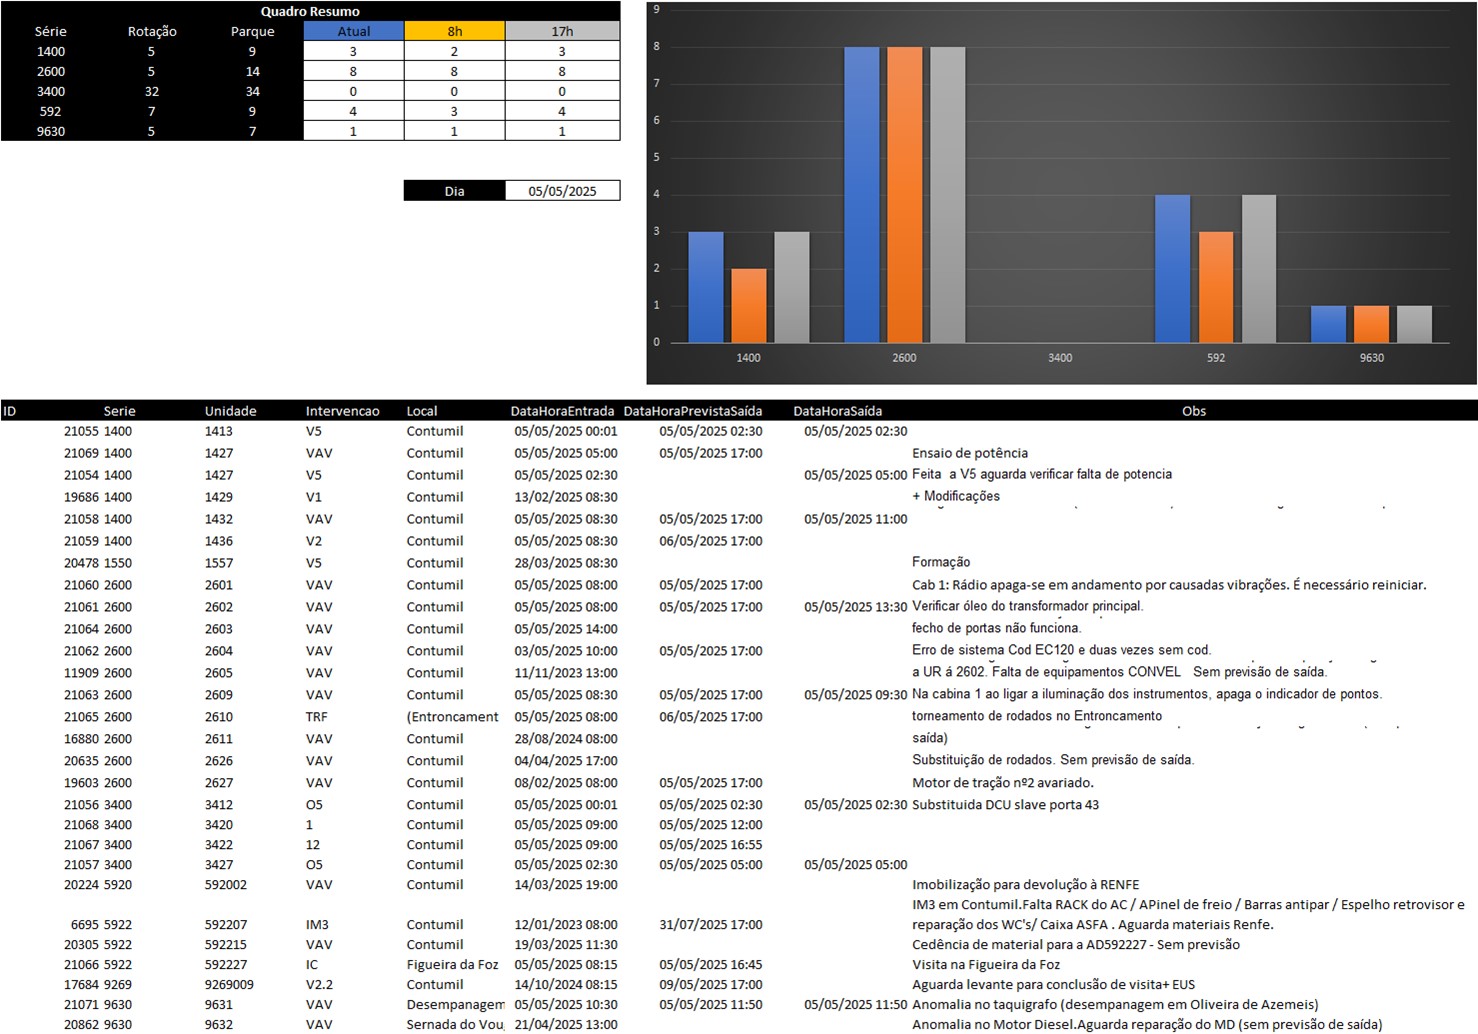 Quadro Resumo
Série Rotação Parque Atual 8h 17h
1400 5 9 3 2 3
2600 5 14 8 8 8
3400 32 34 0 0 0
592 7 9 4 3 4
9630 5 7 1 1 1
Dia 05/05/2025
9
8
7
6
5
4
3
2
1
0
1400 2600 3400 592 9630
ID Serie Unidade Intervencao Local DataHoraEntrada DataHoraPrevistaSaída DataHoraSaída Obs
21055 1400 1413 V5 Contumil 05/05/2025 00:01 05/05/2025 02:30 05/05/2025 02:30
21069 1400 1427 VAV Contumil 05/05/2025 05:00 05/05/2025 17:00 Ensaio de potência
21054 1400 1427 V5 Contumil 05/05/2025 02:30 05/05/2025 05:00 Feita a V5 aguarda verificar falta de potencia
19686 1400 1429 V1 Contumil 13/02/2025 08:30 + Modificações
21058 1400 1432 VAV Contumil 05/05/2025 08:30 05/05/2025 17:00 05/05/2025 11:00
21059 1400 1436 V2 Contumil 05/05/2025 08:30 06/05/2025 17:00
20478 1550 1557 V5 Contumil 28/03/2025 08:30 Formação
21060 2600 2601 VAV Contumil 05/05/2025 08:00 05/05/2025 17:00 Cab 1: Rádio apaga-se em andamento por causadas vibrações. É necessário reiniciar.
21061 2600 2602 VAV Contumil 05/05/2025 08:00 05/05/2025 17:00 05/05/2025 13:30 Verificar óleo do transformador principal.
21064 2600 2603 VAV Contumil 05/05/2025 14:00 fecho de portas não funciona.
21062 2600 2604 VAV Contumil 03/05/2025 10:00 05/05/2025 17:00 Erro de sistema Cod EC120 e duas vezes sem cod.
11909 2600 2605 VAV Contumil 11/11/2023 13:00 a UR á 2602. Falta de equipamentos CONVEL Sem previsão de saída.
21063 2600 2609 VAV Contumil 05/05/2025 08:30 05/05/2025 17:00 05/05/2025 09:30 Na cabina 1 ao ligar a iluminação dos instrumentos, apaga o indicador de pontos.
21065 2600 2610 TRF (Entroncament 05/05/2025 08:00 06/05/2025 17:00 torneamento de rodados no Entroncamento
16880 2600 2611 VAV Contumil 28/08/2024 08:00 saída)
20635 2600 2626 VAV Contumil 04/04/2025 17:00 Substituição de rodados. Sem previsão de saída.
19603 2600 2627 VAV Contumil 08/02/2025 08:00 05/05/2025 17:00 Motor de tração nº2 avariado.
21056 3400 3412 O5 Contumil 05/05/2025 00:01 05/05/2025 02:30 05/05/2025 02:30 Substituida DCU slave porta 43
21068 3400 3420 1 Contumil 05/05/2025 09:00 05/05/2025 12:00
21067 3400 3422 12 Contumil 05/05/2025 09:00 05/05/2025 16:55
21057 3400 3427 O5 Contumil 05/05/2025 02:30 05/05/2025 05:00 05/05/2025 05:00
20224 5920 592002 VAV Contumil 14/03/2025 19:00 Imobilização para devolução à RENFE
IM3 em Contumil.Falta RACK do AC / APinel de freio / Barras antipar / Espelho retrovisor e
6695 5922 592207 IM3 Contumil 12/01/2023 08:00 31/07/2025 17:00 reparação dos WC's/ Caixa ASFA . Aguarda materiais Renfe.
20305 5922 592215 VAV Contumil 19/03/2025 11:30 Cedência de material para a AD592227 - Sem previsão
21066 5922 592227 IC Figueira da Foz 05/05/2025 08:15 05/05/2025 16:45 Visita na Figueira da Foz
17684 9269 9269009 V2.2 Contumil 14/10/2024 08:15 09/05/2025 17:00 Aguarda levante para conclusão de visita+ EUS
21071 9630 9631 VAV Desempanagem 05/05/2025 10:30 05/05/2025 11:50 05/05/2025 11:50 Anomalia no taquigrafo (desempanagem em Oliveira de Azemeis)
20862 9630 9632 VAV Sernada do Vou 21/04/2025 13:00 Anomalia no Motor Diesel.Aguarda reparação do MD (sem previsão de saída)